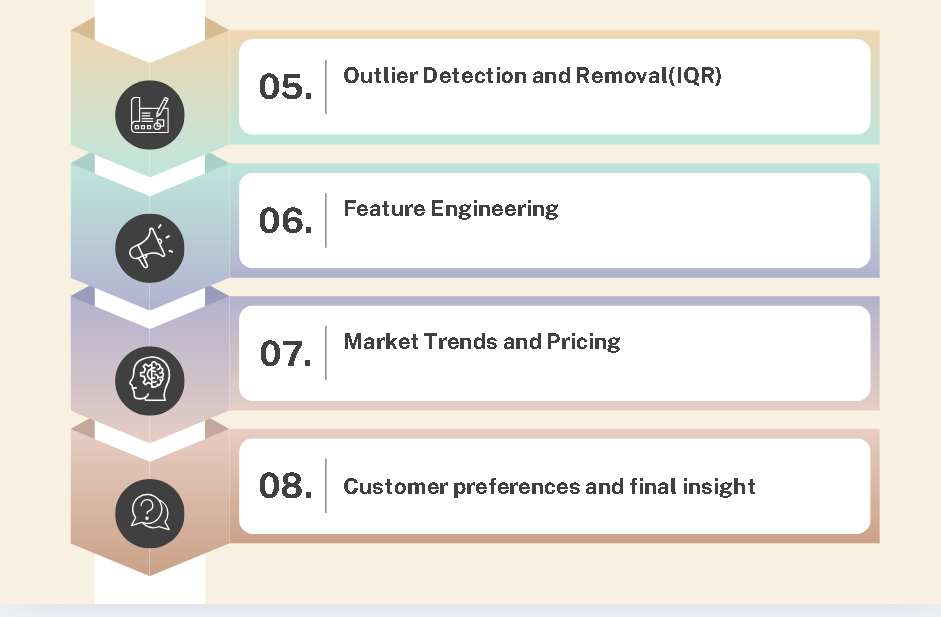 05.
Outlier Detection and Removal(IQR)
06.
Feature Engineering
07.
Market Trends and Pricing
08.
Customer preferences and final insight